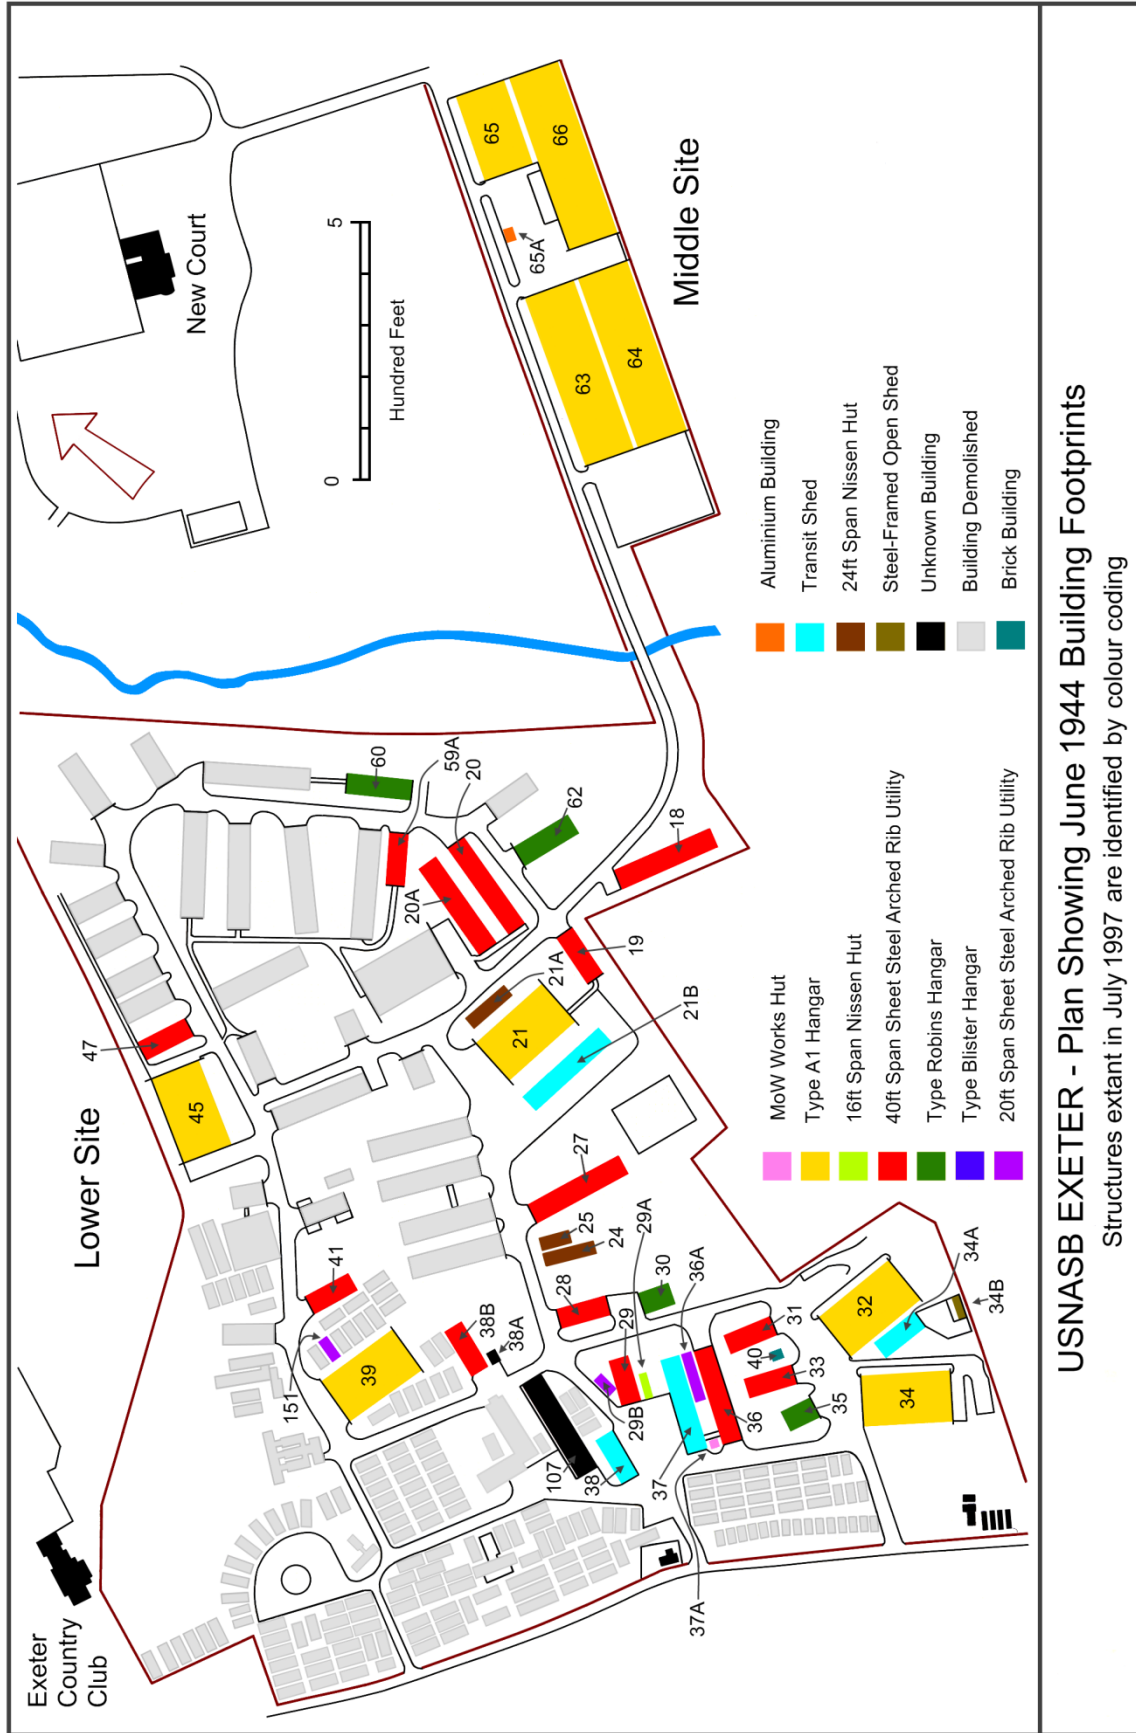 Exeter
Country
Club
Lower Site
New Court
0
5
Hundred Feet
Middle Site
47
45
60
59A
20
20A
62
18
19
21A
21
21B
65
66
65A
63
64
41
151
39
38B
38A
27
25
24
28
29A
30
36A
29
29B
107
38
37
37A
36
31
40
33
35
32
34A
34B
34
MoW Works Hut
Type A1 Hangar
16ft Span Nissen Hut
40ft Span Sheet Steel Arched Rib Utility
Type Robins Hangar
Type Blister Hangar
20ft Span Sheet Steel Arched Rib Utility
Aluminium Building
Transit Shed
24ft Span Nissen Hut
Steel-Framed Open Shed
Unknown Building
Building Demolished
Brick Building
USNASB EXETER - Plan Showing June 1944 Building Footprints
Structures extant in July 1997 are identified by colour coding